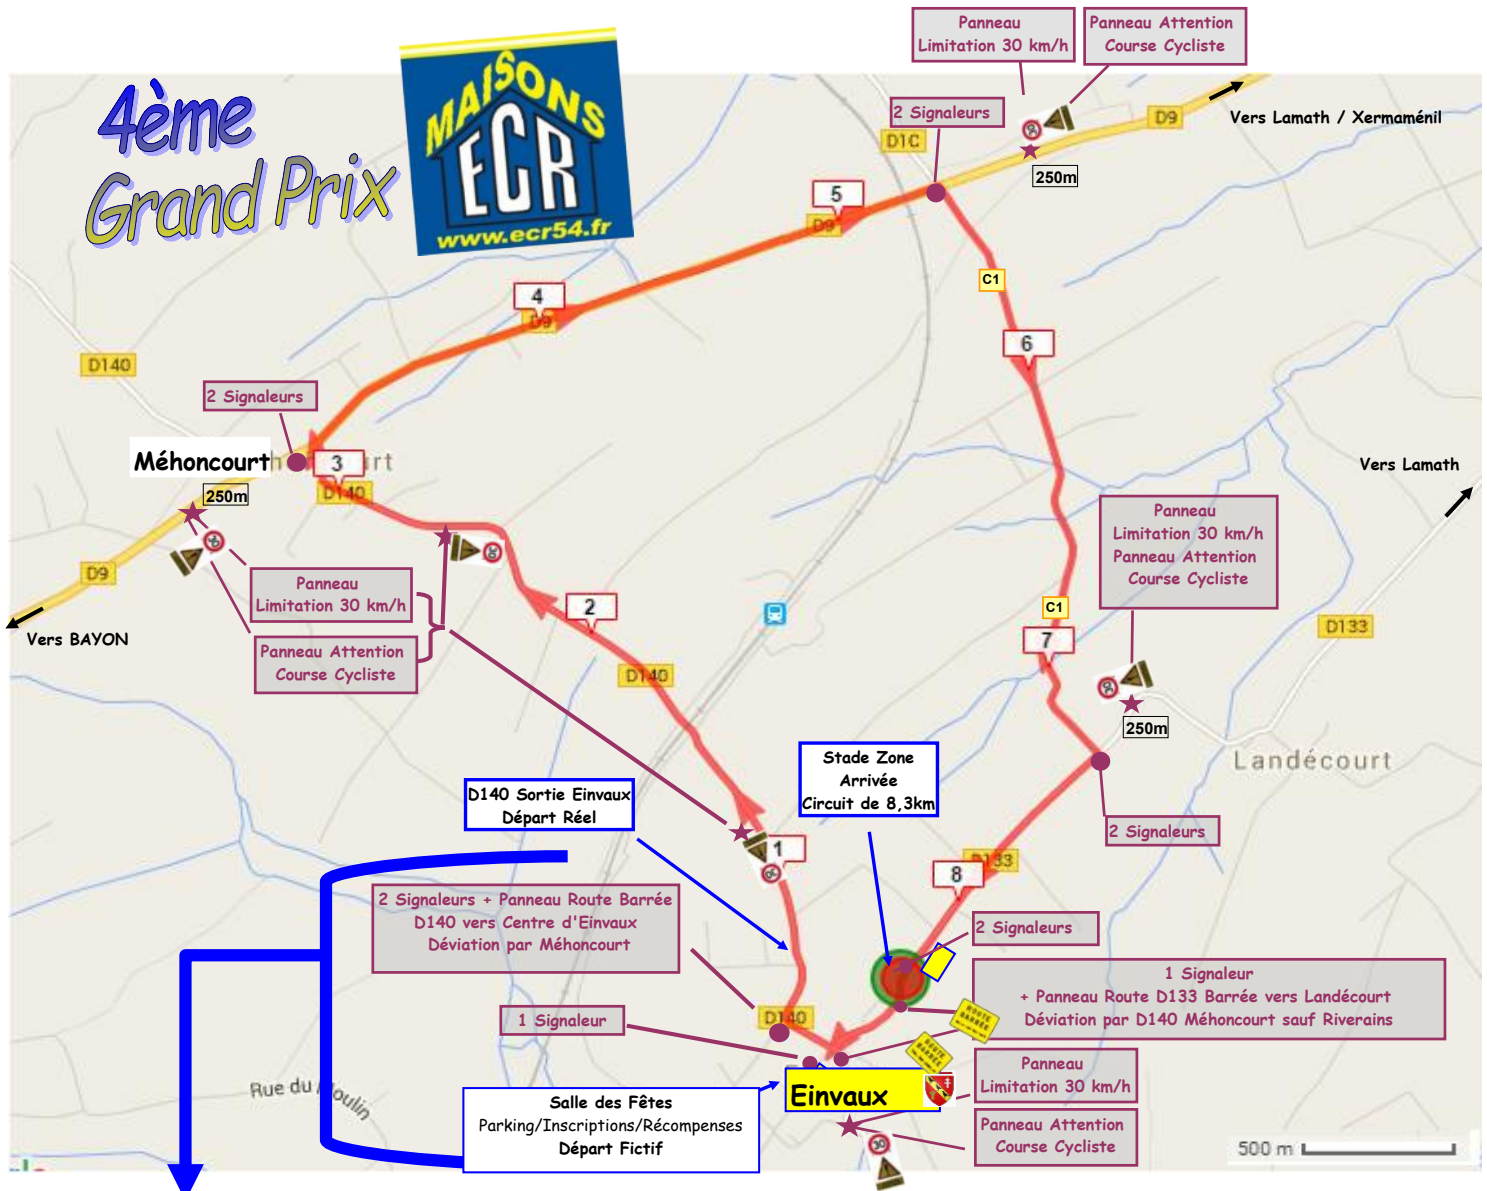 4ème
Grand Prix
MAISONS
ECR
www.ecr54.fr
Panneau
Limitation 30 km/h
Panneau Attention
Course Cycliste
2 Signaleurs
D1C
D9
Vers Lamath / Xermaménil
250m
5
D9
4
D9
C1
6
D140
2 Signaleurs
Méhoncourt
3
D140
250m
Vers Lamath
Panneau
Limitation 30 km/h
Panneau Attention
Course Cycliste
D9
30
Panneau
Limitation 30 km/h
2
C1
Vers BAYON
Panneau Attention
Course Cycliste
7
D133
D140
250m
Landécourt
Stade Zone
Arrivée
Circuit de 8,3km
D140 Sortie Einvaux
Départ Réel
2 Signaleurs
1
D133
8
2 Signaleurs + Panneau Route Barrée
D140 vers Centre d'Einvaux
Déviation par Méhoncourt
2 Signaleurs
1 Signaleur
+ Panneau Route D133 Barrée vers Landécourt
Déviation par D140 Méhoncourt sauf Riverains
ROUTE
BARRÉE
D140
1 Signaleur
ROUTE
BARRÉE
Panneau
Limitation 30 km/h
Rue du Moulin
Einvaux
Salle des Fêtes
Parking/Inscriptions/Récompenses
Départ Fictif
Panneau Attention
Course Cycliste
30
500 m